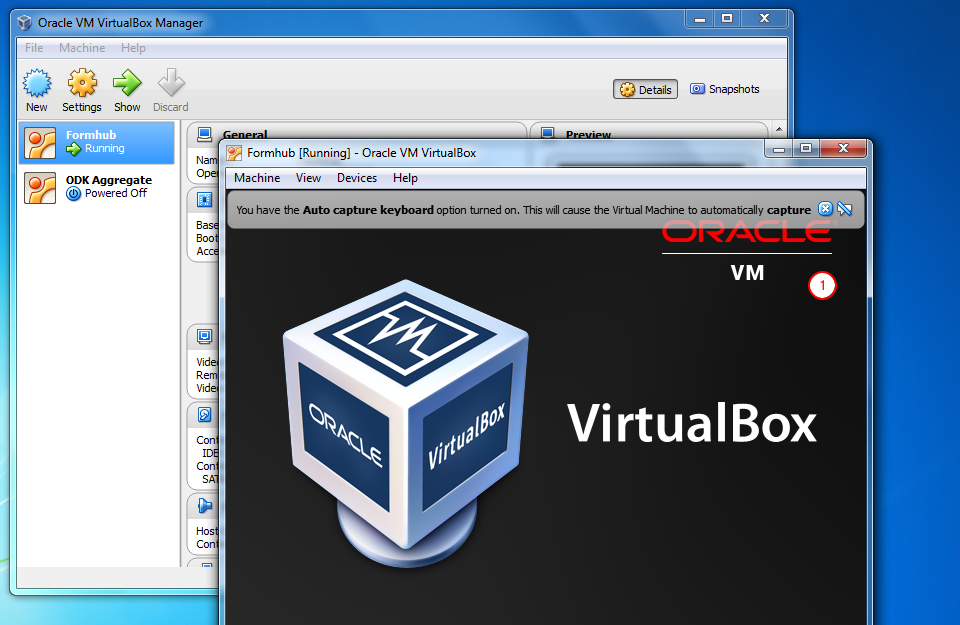 Oracle VM VirtualBox Manager
File Machine Help
New Settings Show Discard
Details Snapshots
Formhub
Running
ODK Aggregate
Powered Off
General
Preview
Nam
Oper
Base
Boot
Acce
Video
Rem
Video
Cont
IDE
Cont
SAT
Host
Cont
Formhub [Running] - Oracle VM VirtualBox
Machine View Devices Help
You have the Auto capture keyboard option turned on. This will cause the Virtual Machine to automatically capture
ORACLE
VM
1
ORACLE
VirtualBox
VirtualBox